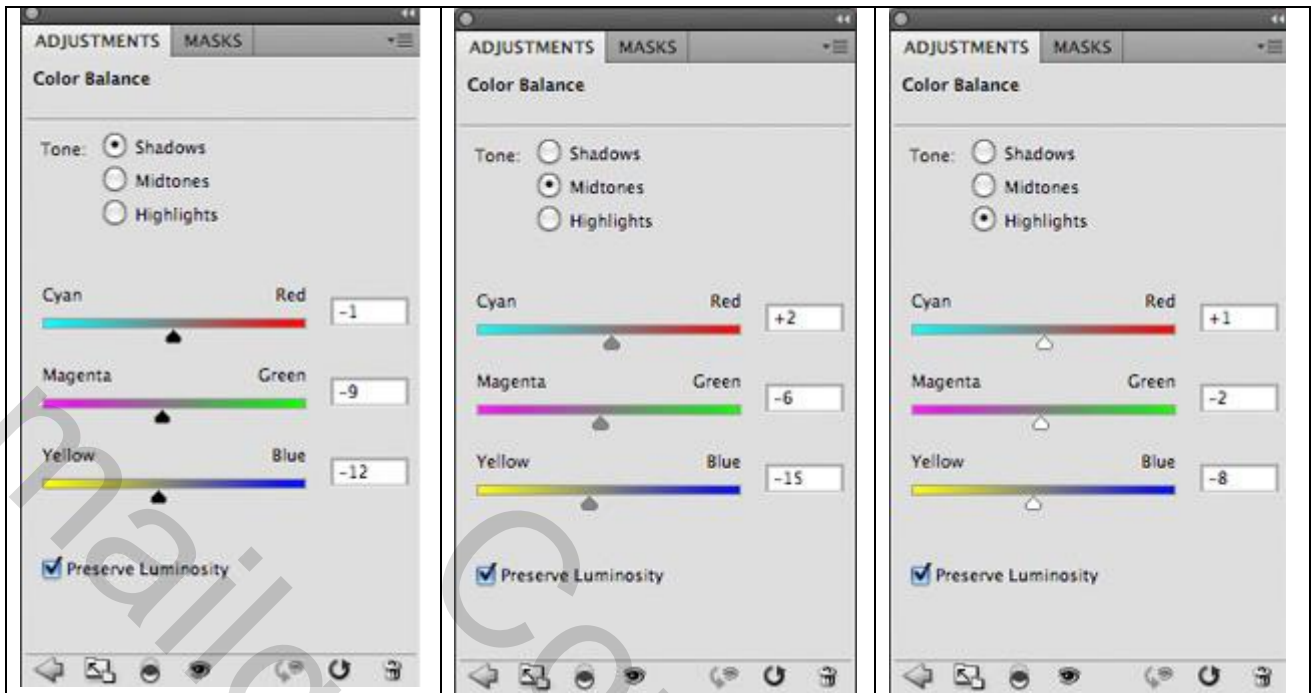 ADJUSTMENTS MASKS
Color Balance
Tone: Shadows
Midtones
Highlights
Cyan Red -1
Magenta Green -9
Yellow Blue -12
Preserve Luminosity
ADJUSTMENTS MASKS
Color Balance
Tone: Shadows
Midtones
Highlights
Cyan Red +2
Magenta Green -6
Yellow Blue -15
Preserve Luminosity
ADJUSTMENTS MASKS
Color Balance
Tone: Shadows
Midtones
Highlights
Cyan Red +1
Magenta Green -2
Yellow Blue -8
Preserve Luminosity